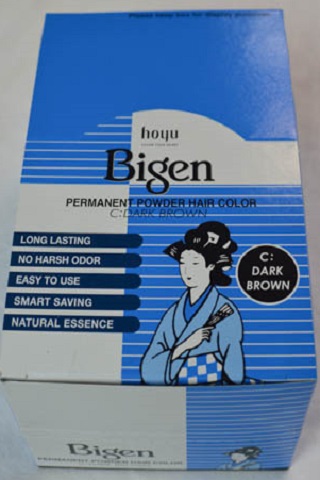 Please keep box for display purposes
hoyu
Bigen
PERMANENT POWDER HAIR COLOR
C:DARK BROWN
LONG LASTING
NO HARSH ODOR
EASY TO USE
SMART SAVING
NATURAL ESSENCE
C:
DARK
BROWN
Bigen
PERMANENT POWDER HAIR COLOR